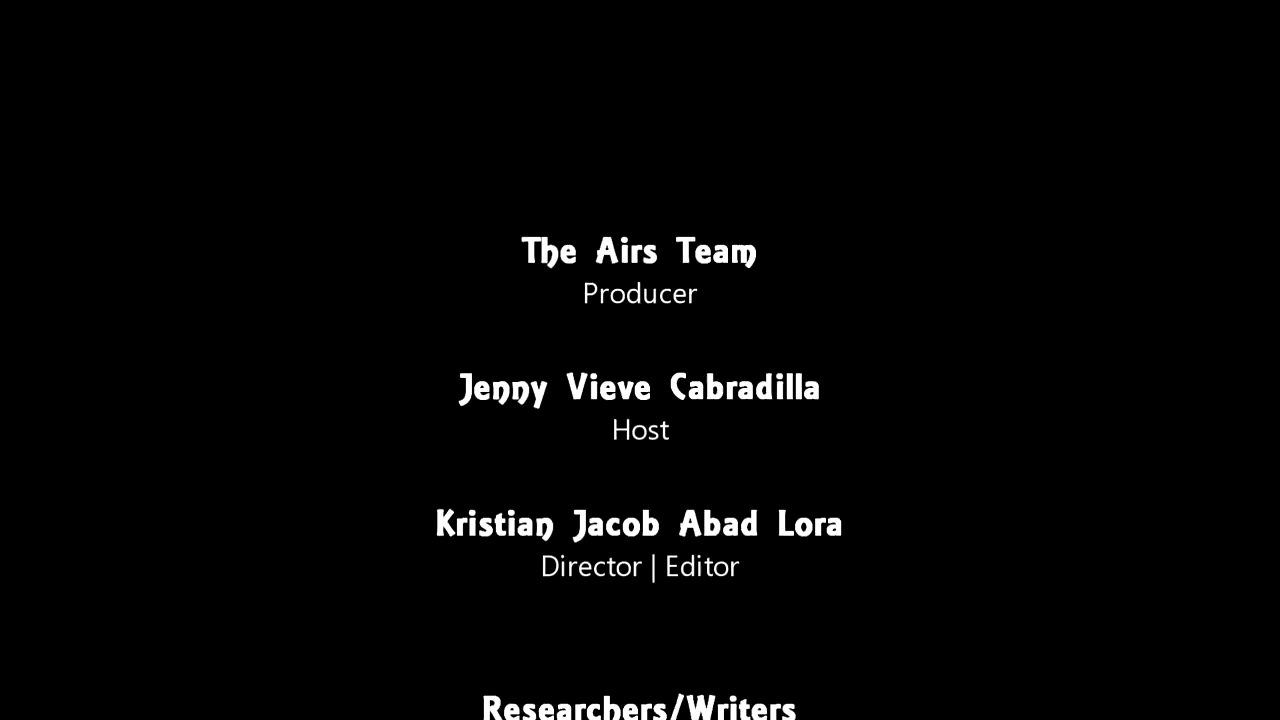 The Airs Team
Producer
Jenny Vieve Cabradilla
Host
Kristian Jacob Abad Lora
Director | Editor
Researchers/Writers